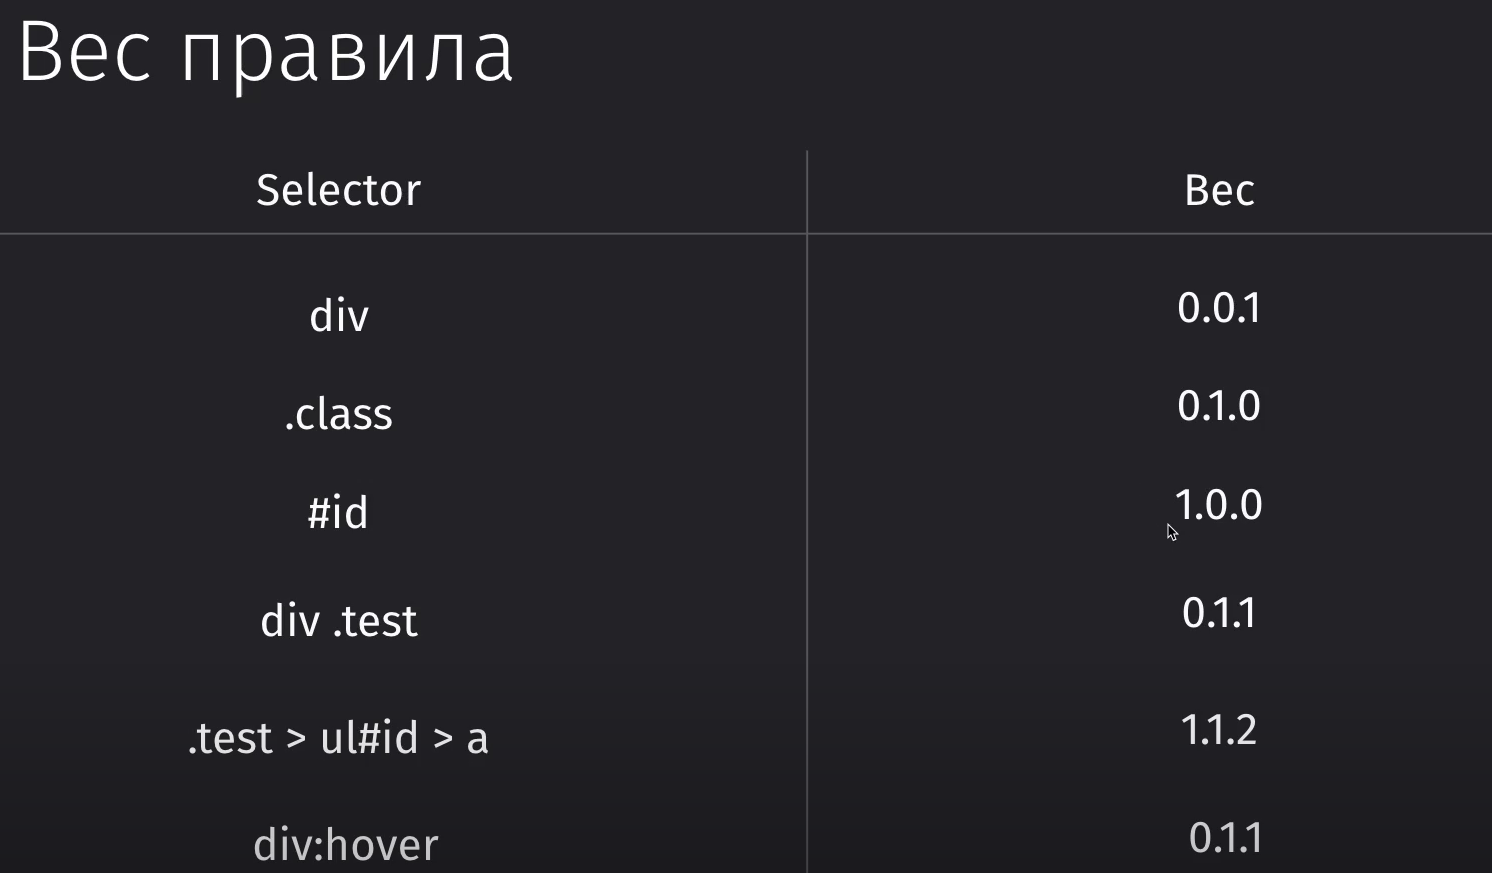 Вес правила
Selector Вес
div 0.0.1
.class 0.1.0
#id 1.0.0
div .test 0.1.1
.test > ul#id > a 1.1.2
div:hover 0.1.1